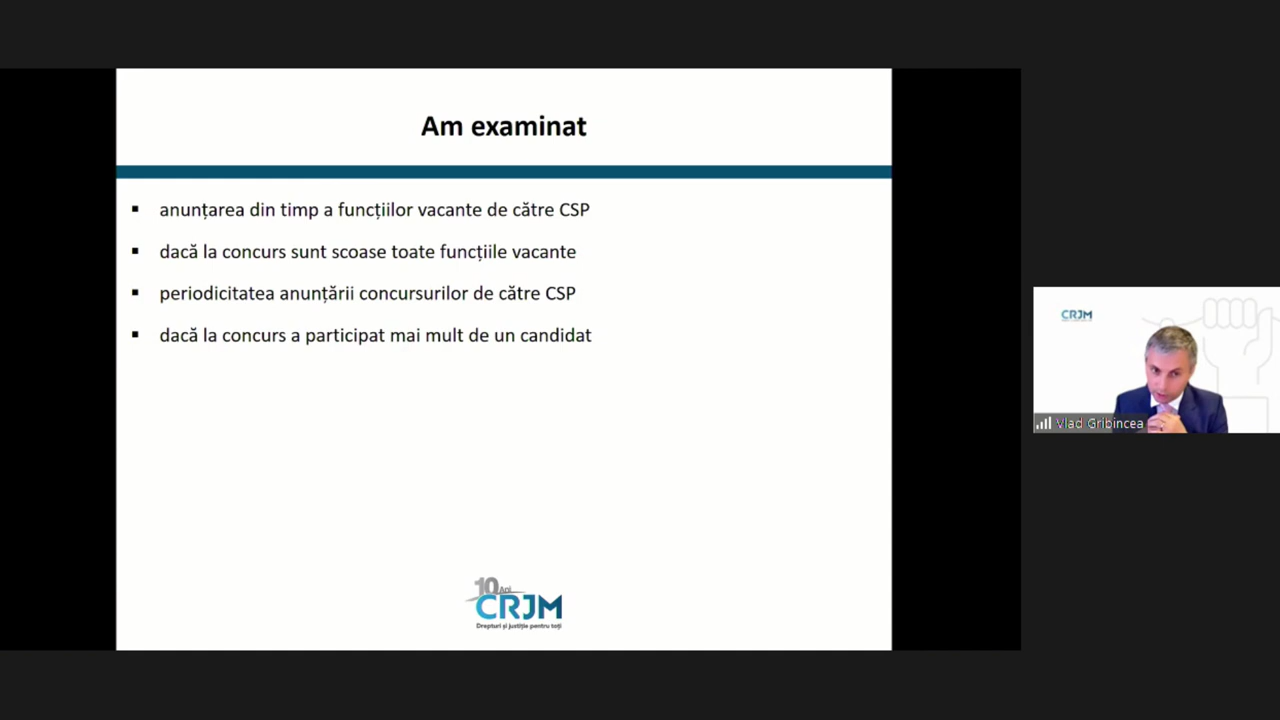 Am examinat
▪ anunțarea din timp a funcțiilor vacante de către CSP
▪ dacă la concurs sunt scoase toate funcțiile vacante
▪ periodicitatea anunțării concursurilor de către CSP
▪ dacă la concurs a participat mai mult de un candidat
10 Ani
CRJM
Drepturi și justiție pentru toți
CRJM
Vlad Gribincea